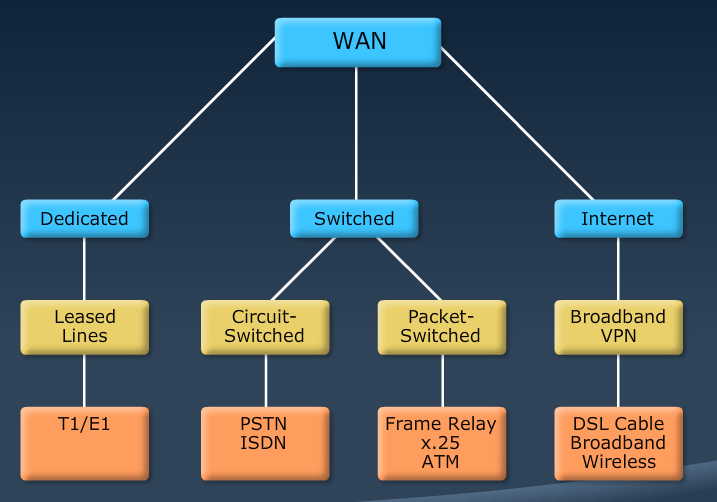 WAN
Dedicated
Switched
Internet
Leased
Lines
Circuit-
Switched
Packet-
Switched
Broadband
VPN
T1/E1
PSTN
ISDN
Frame Relay
x.25
ATM
DSL Cable
Broadband
Wireless